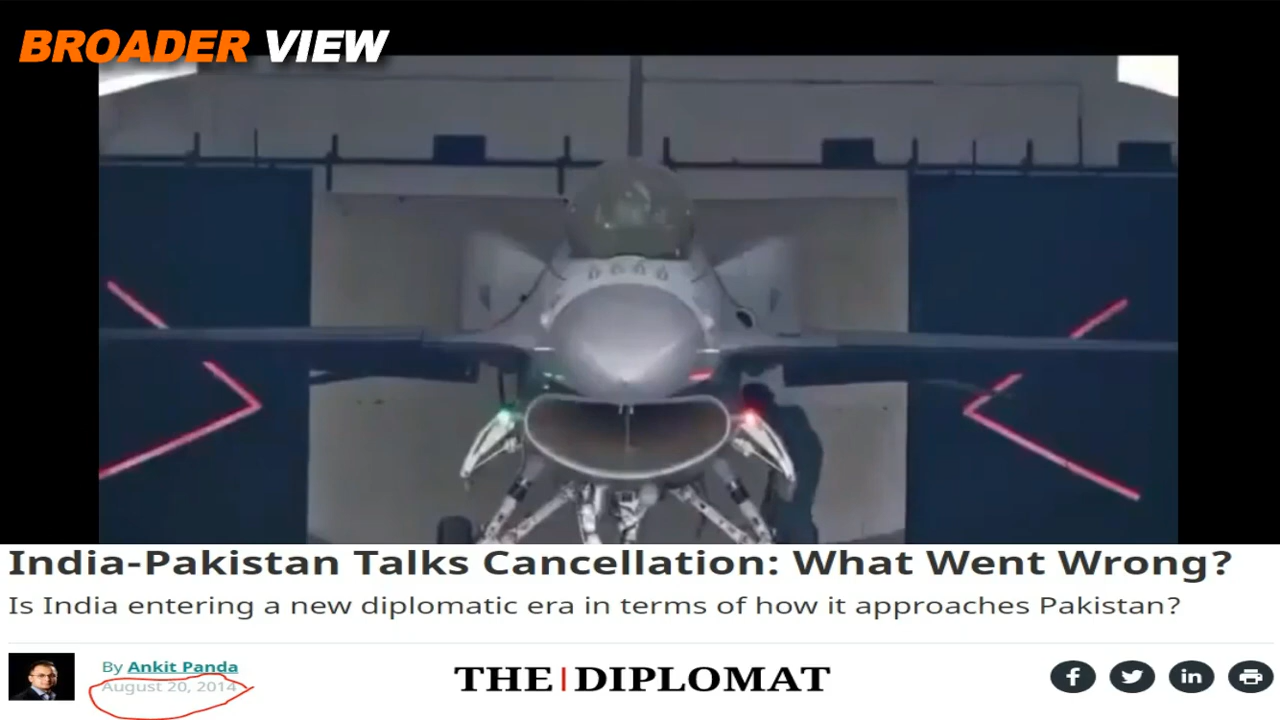 BROADER VIEW
India-Pakistan Talks Cancellation: What Went Wrong?
Is India entering a new diplomatic era in terms of how it approaches Pakistan?
By Ankit Panda
August 20, 2014
THE|DIPLOMAT